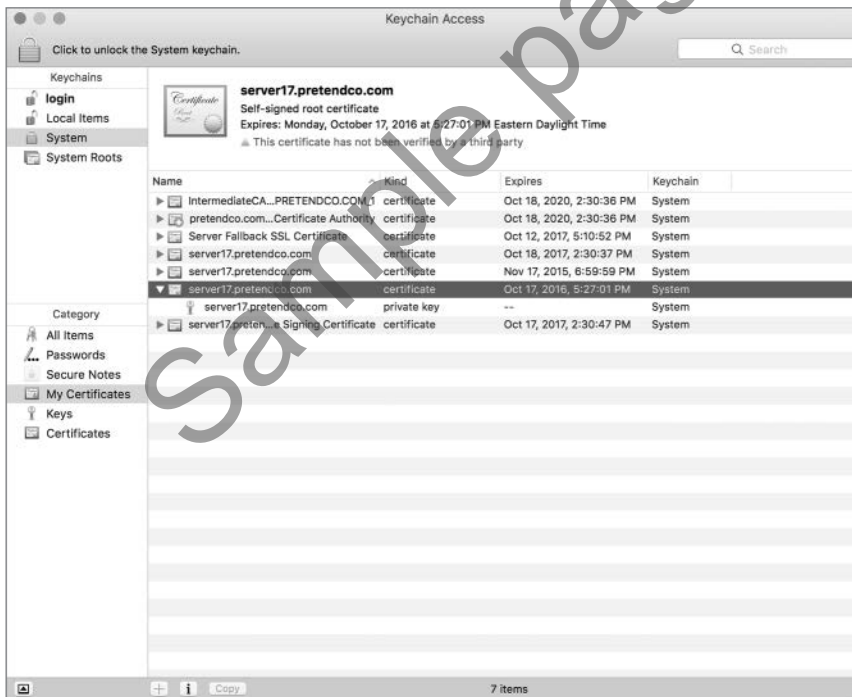 Keychain Access
Click to unlock the System keychain.
Search
Keychains
login
Local Items
System
System Roots
Certificate
Root
server17.pretendco.com
Self-signed root certificate
Expires: Monday, October 17, 2016 at 5:27:01 PM Eastern Daylight Time
This certificate has not been verified by a third party
Name Kind Expires Keychain
IntermediateCA...PRETENDCO.COM_1 certificate Oct 18, 2020, 2:30:36 PM System
pretendco.com...Certificate Authority certificate Oct 18, 2020, 2:30:36 PM System
Server Fallback SSL Certificate certificate Oct 12, 2017, 5:10:52 PM System
server17.pretendco.com certificate Oct 18, 2017, 2:30:37 PM System
server17.pretendco.com certificate Nov 17, 2015, 6:59:59 PM System
server17.pretendco.com certificate Oct 17, 2016, 5:27:01 PM System
server17.pretendco.com private key -- System
server17.preten...e Signing Certificate certificate Oct 17, 2017, 2:30:47 PM System
Category
All Items
Passwords
Secure Notes
My Certificates
Keys
Certificates
Copy
7 items
Sample pag